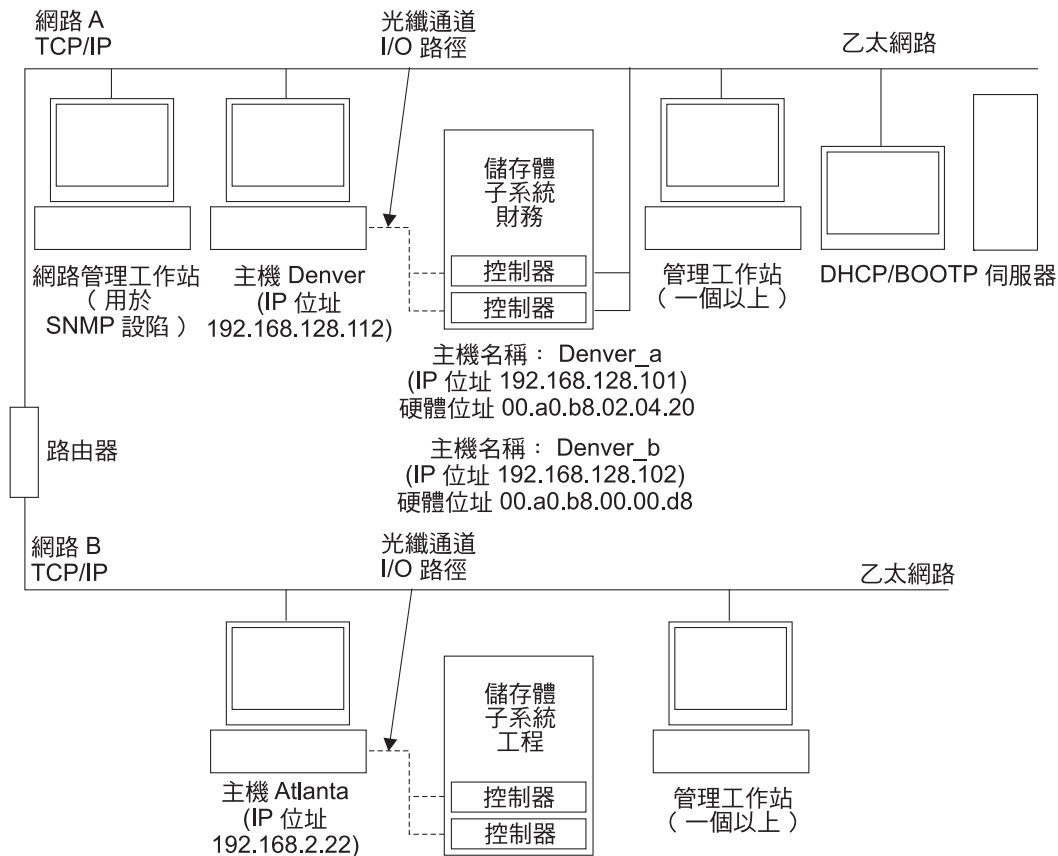 網路 A
TCP/IP
光纖通道
I/O 路徑
乙太網路
儲存體
子系統
財務
控制器
控制器
網路管理工作站
（ 用於
SNMP 設陷 ）
主機 Denver
(IP 位址
192.168.128.112)
管理工作站
（ 一個以上 ）
DHCP/BOOTP 伺服器
主機名稱： Denver_a
(IP 位址 192.168.128.101)
硬體位址 00.a0.b8.02.04.20
主機名稱： Denver_b
(IP 位址 192.168.128.102)
硬體位址 00.a0.b8.00.00.d8
路由器
網路 B
TCP/IP
光纖通道
I/O 路徑
乙太網路
儲存體
子系統
工程
控制器
控制器
主機 Atlanta
(IP 位址
192.168.2.22)
管理工作站
（ 一個以上 ）